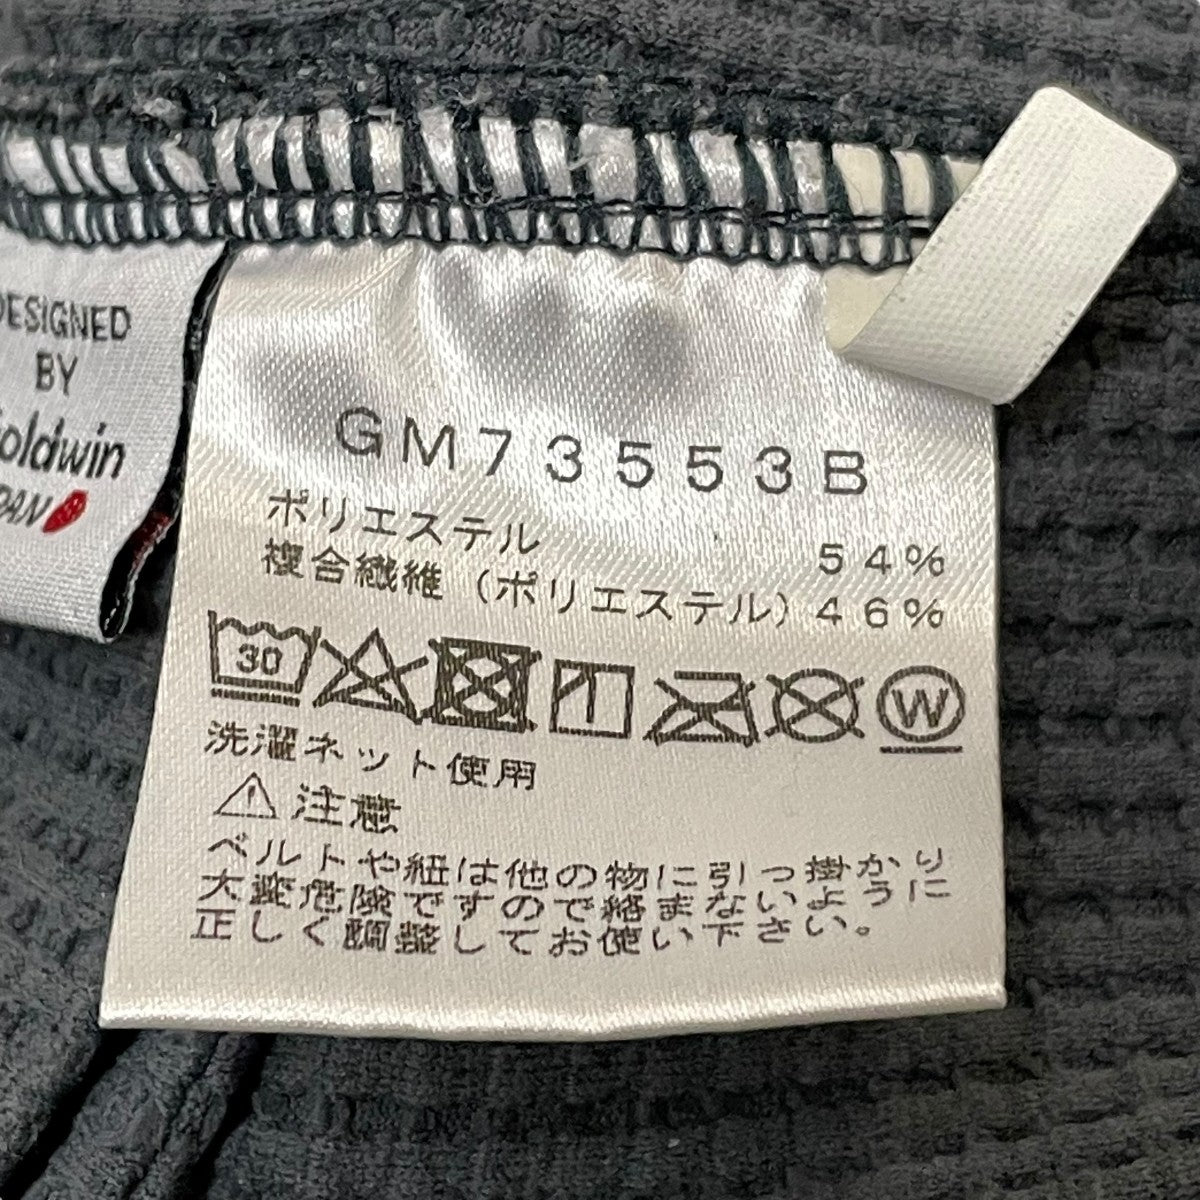 DESIGNED
BY
Goldwin
JAPAN
GM73553B
ポリエステル 54%
複合繊維(ポリエステル)46%
30
W
洗濯ネット使用
⚠注意
ベルトや紐は他の物に引っ掛かり
大変危険ですので絡まないように
正しく調整してお使い下さい。